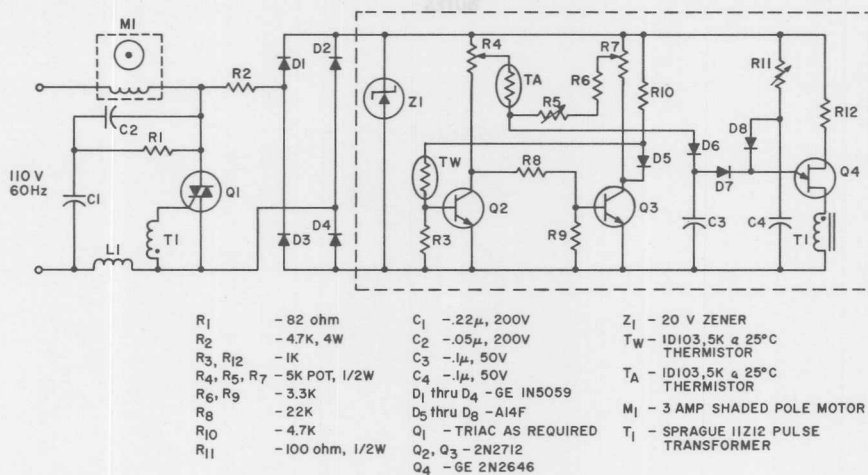 M1
R2
D1
D2
R4
TA
R7
R6
R5
R10
R11
R12
Z1
C2
R1
TW
D5
D6
D8
Q4
110 V
60Hz
C1
Q1
R8
D7
Q2
Q3
T1
L1
D3
D4
R3
R9
C3
C4
T1
R1 - 82 ohm
R2 - 4.7K, 4W
R3, R12 - 1K
R4, R5, R7 - 5K POT, 1/2W
R6, R9 - 3.3K
R8 - 22K
R10 - 4.7K
R11 - 100 ohm, 1/2W
C1 - .22μ, 200V
C2 - .05μ, 200V
C3 - .1μ, 50V
C4 - .1μ, 50V
D1 thru D4 - GE 1N5059
D5 thru D8 - A14F
Q1 - TRIAC AS REQUIRED
Q2, Q3 - 2N2712
Q4 - GE 2N2646
Z1 - 20 V ZENER
TW - 1D103, 5K @ 25°C
THERMISTOR
TA - 1D103, 5K @ 25°C
THERMISTOR
M1 - 3 AMP SHADED POLE MOTOR
T1 - SPRAGUE 11Z12 PULSE
TRANSFORMER